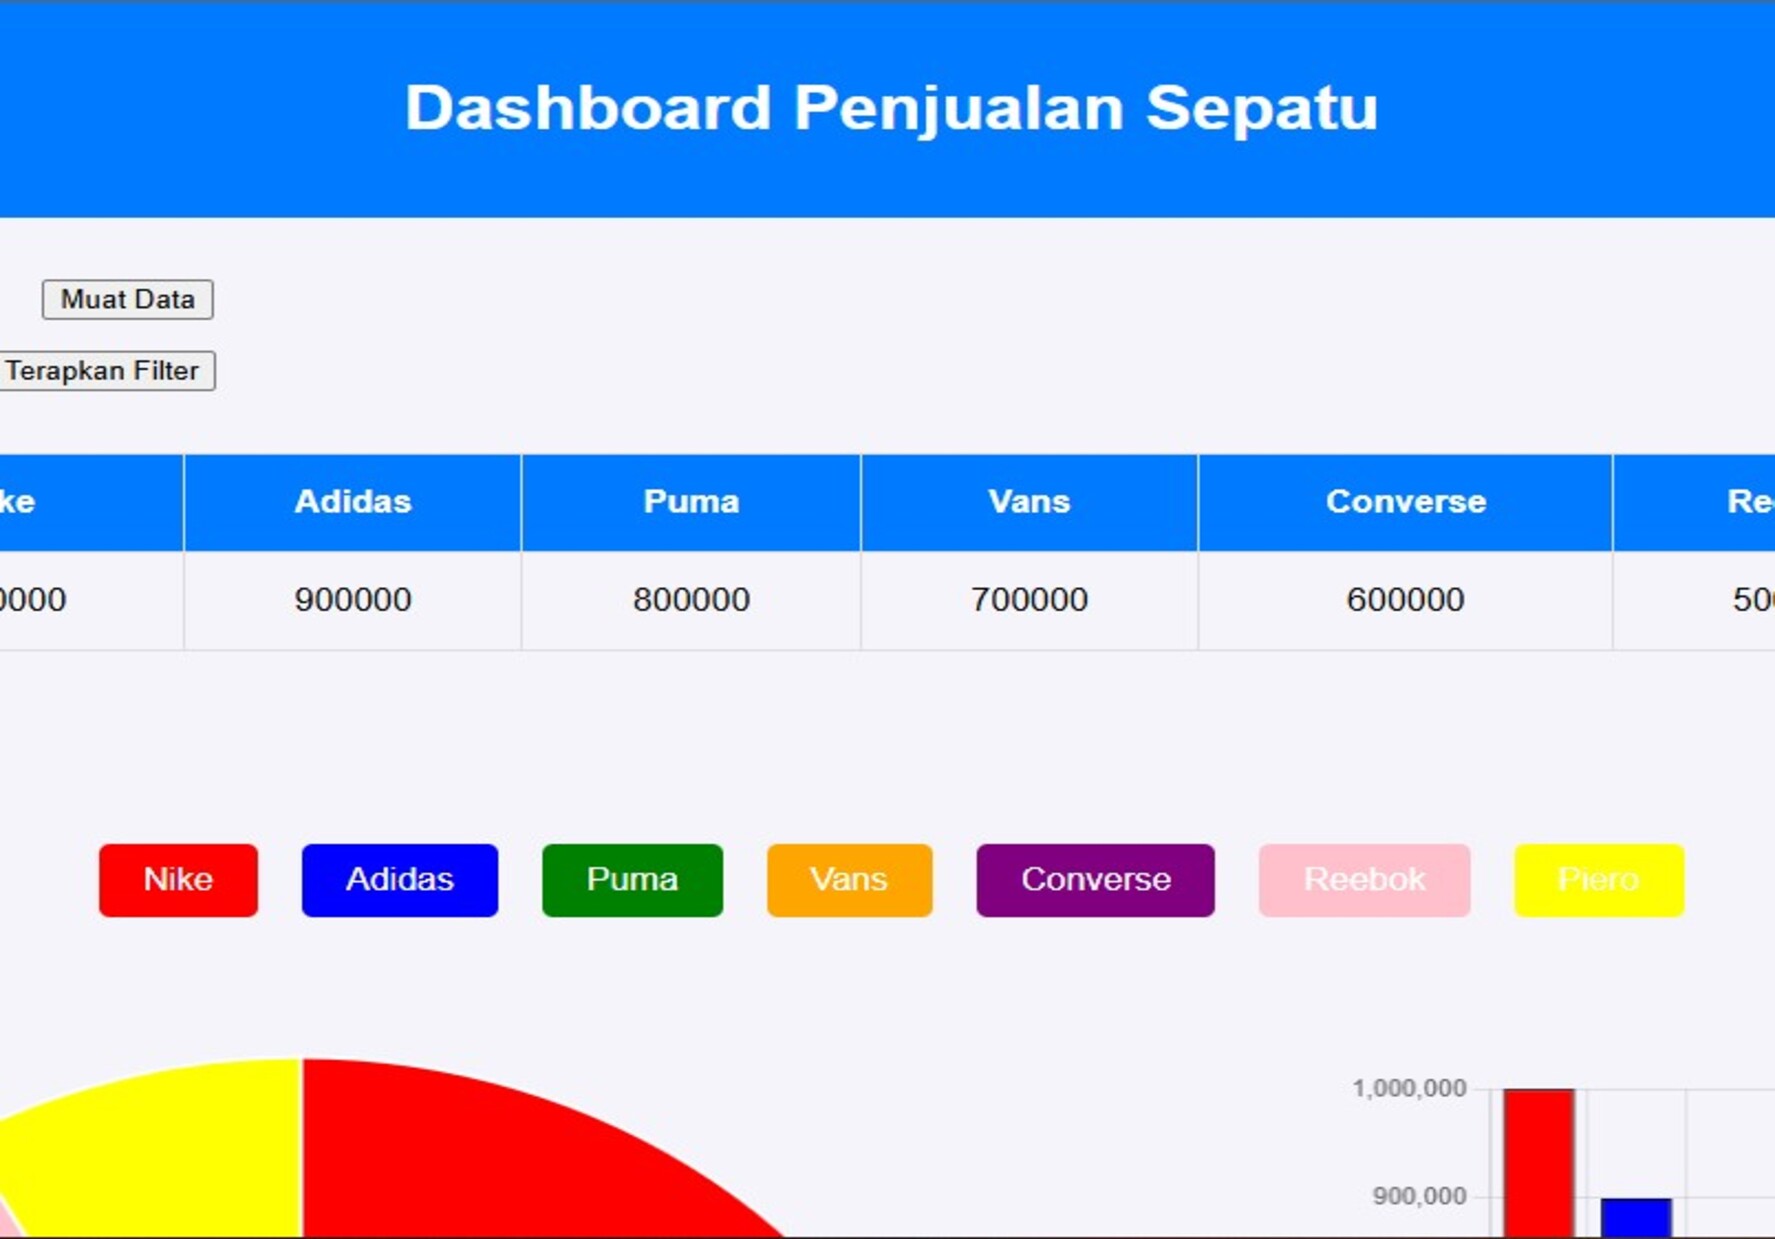 Dashboard Penjualan Sepatu
Muat Data
Terapkan Filter
ke Adidas Puma Vans Converse Re
0000 900000 800000 700000 600000 50
Nike Adidas Puma Vans Converse Reebok Piero
1,000,000
900,000